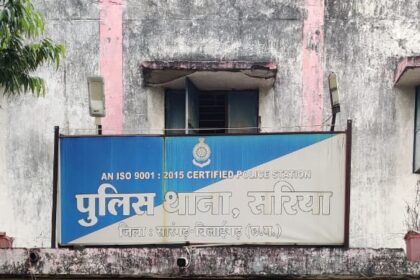 AN ISO 9001 : 2015 CERTIFIED POLICE STATION
पुलिस थाना, सरिया
जिला : सारंगढ़-बिलाईगढ़ (छ.ग.)